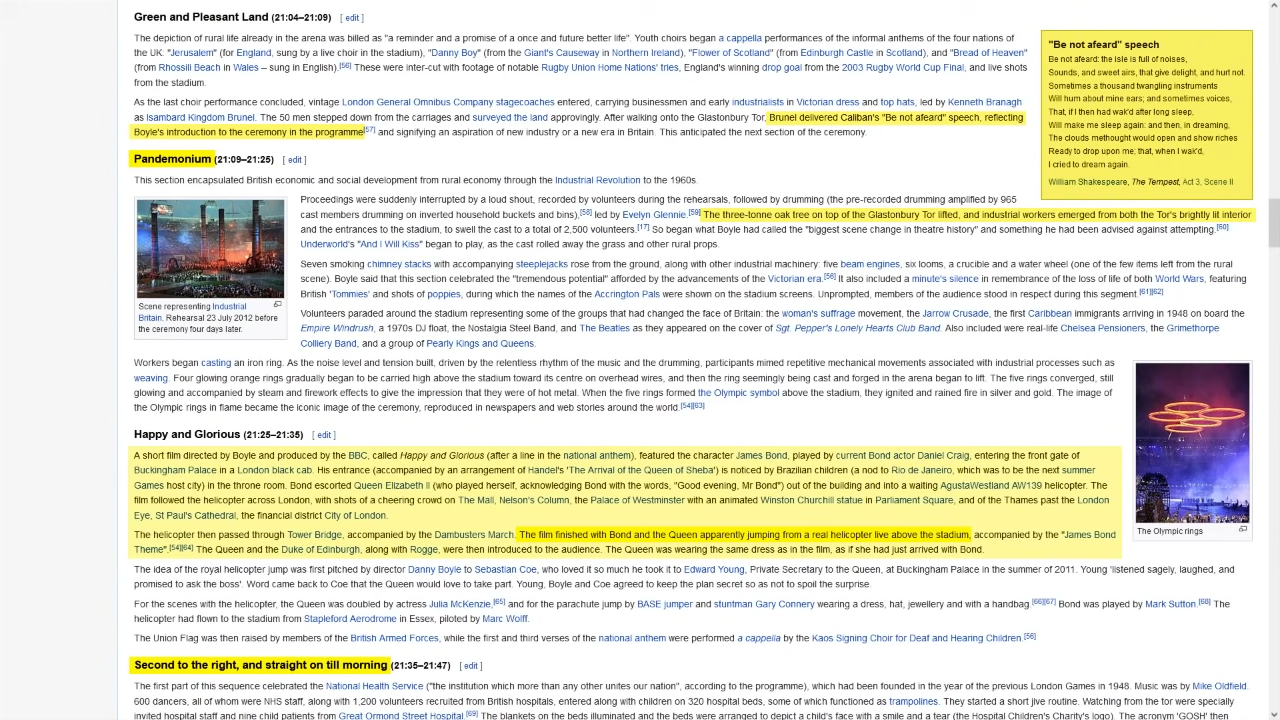 Green and Pleasant Land (21:04–21:09) [ edit ]
The depiction of rural life already in the arena was billed as "a reminder and a promise of a once and future better life". Youth choirs began a cappella performances of the informal anthems of the four nations of
the UK: "Jerusalem" (for England, sung by a live choir in the stadium), "Danny Boy" (from the Giant's Causeway in Northern Ireland), "Flower of Scotland" (from Edinburgh Castle in Scotland), and "Bread of Heaven"
(from Rhossili Beach in Wales – sung in English).[56] These were inter-cut with footage of notable Rugby Union Home Nations' tries, England's winning drop goal from the 2003 Rugby World Cup Final, and live shots
from the stadium.
As the last choir performance concluded, vintage London General Omnibus Company stagecoaches entered, carrying businessmen and early industrialists in Victorian dress and top hats, led by Kenneth Branagh
as Isambard Kingdom Brunel. The 50 men stepped down from the carriages and surveyed the land approvingly. After walking onto the Glastonbury Tor, Brunel delivered Caliban's "Be not afeard" speech, reflecting
Boyle's introduction to the ceremony in the programme[57] and signifying an aspiration of new industry or a new era in Britain. This anticipated the next section of the ceremony.
"Be not afeard" speech
Be not afeard: the isle is full of noises,
Sounds, and sweet airs, that give delight, and hurt not.
Sometimes a thousand twangling instruments
Will hum about mine ears; and sometimes voices,
That, if I then had wak'd after long sleep,
Will make me sleep again: and then, in dreaming,
The clouds methought would open and show riches
Ready to drop upon me; that, when I wak'd,
I cried to dream again.
William Shakespeare, The Tempest, Act 3, Scene II
Pandemonium (21:09–21:25) [ edit ]
This section encapsulated British economic and social development from rural economy through the Industrial Revolution to the 1960s.
Proceedings were suddenly interrupted by a loud shout, recorded by volunteers during the rehearsals, followed by drumming (the pre-recorded drumming amplified by 965
cast members drumming on inverted household buckets and bins),[58] led by Evelyn Glennie.[59] The three-tonne oak tree on top of the Glastonbury Tor lifted, and industrial workers emerged from both the Tor's brightly lit interior
and the entrances to the stadium, to swell the cast to a total of 2,500 volunteers.[17] So began what Boyle had called the "biggest scene change in theatre history" and something he had been advised against attempting.[60]
Underworld's "And I Will Kiss" began to play, as the cast rolled away the grass and other rural props.
Seven smoking chimney stacks with accompanying steeplejacks rose from the ground, along with other industrial machinery: five beam engines, six looms, a crucible and a water wheel (one of the few items left from the rural
scene). Boyle said that this section celebrated the "tremendous potential" afforded by the advancements of the Victorian era.[56] It also included a minute's silence in remembrance of the loss of life of both World Wars, featuring
British 'Tommies' and shots of poppies, during which the names of the Accrington Pals were shown on the stadium screens. Unprompted, members of the audience stood in respect during this segment.[61][62]
Volunteers paraded around the stadium representing some of the groups that had changed the face of Britain: the woman's suffrage movement, the Jarrow Crusade, the first Caribbean immigrants arriving in 1948 on board the
Empire Windrush, a 1970s DJ float, the Nostalgia Steel Band, and The Beatles as they appeared on the cover of Sgt. Pepper's Lonely Hearts Club Band. Also included were real-life Chelsea Pensioners, the Grimethorpe
Colliery Band, and a group of Pearly Kings and Queens.
Scene representing Industrial
Britain. Rehearsal 23 July 2012 before
the ceremony four days later.
Workers began casting an iron ring. As the noise level and tension built, driven by the relentless rhythm of the music and the drumming, participants mimed repetitive mechanical movements associated with industrial processes such as
weaving. Four glowing orange rings gradually began to be carried high above the stadium toward its centre on overhead wires, and then the ring seemingly being cast and forged in the arena began to lift. The five rings converged, still
glowing and accompanied by steam and firework effects to give the impression that they were of hot metal. When the five rings formed the Olympic symbol above the stadium, they ignited and rained fire in silver and gold. The image of
the Olympic rings in flame became the iconic image of the ceremony, reproduced in newspapers and web stories around the world.[54][63]
The Olympic rings
Happy and Glorious (21:25–21:35) [ edit ]
A short film directed by Boyle and produced by the BBC, called Happy and Glorious (after a line in the national anthem), featured the character James Bond, played by current Bond actor Daniel Craig, entering the front gate of
Buckingham Palace in a London black cab. His entrance (accompanied by an arrangement of Handel's 'The Arrival of the Queen of Sheba') is noticed by Brazilian children (a nod to Rio de Janeiro, which was to be the next summer
Games host city) in the throne room. Bond escorted Queen Elizabeth II (who played herself, acknowledging Bond with the words, "Good evening, Mr Bond") out of the building and into a waiting AgustaWestland AW139 helicopter. The
film followed the helicopter across London, with shots of a cheering crowd on The Mall, Nelson's Column, the Palace of Westminster with an animated Winston Churchill statue in Parliament Square, and of the Thames past the London
Eye, St Paul's Cathedral, the financial district City of London.
The helicopter then passed through Tower Bridge, accompanied by the Dambusters March. The film finished with Bond and the Queen apparently jumping from a real helicopter live above the stadium, accompanied by the "James Bond
Theme".[54][64] The Queen and the Duke of Edinburgh, along with Rogge, were then introduced to the audience. The Queen was wearing the same dress as in the film, as if she had just arrived with Bond.
The idea of the royal helicopter jump was first pitched by director Danny Boyle to Sebastian Coe, who loved it so much he took it to Edward Young, Private Secretary to the Queen, at Buckingham Palace in the summer of 2011. Young 'listened sagely, laughed, and
promised to ask the boss'. Word came back to Coe that the Queen would love to take part. Young, Boyle and Coe agreed to keep the plan secret so as not to spoil the surprise.
For the scenes with the helicopter, the Queen was doubled by actress Julia McKenzie,[65] and for the parachute jump by BASE jumper and stuntman Gary Connery wearing a dress, hat, jewellery and with a handbag.[66][67] Bond was played by Mark Sutton.[68] The
helicopter had flown to the stadium from Stapleford Aerodrome in Essex, piloted by Marc Wolff.
The Union Flag was then raised by members of the British Armed Forces, while the first and third verses of the national anthem were performed a cappella by the Kaos Signing Choir for Deaf and Hearing Children.[56]
Second to the right, and straight on till morning (21:35–21:47) [ edit ]
The first part of this sequence celebrated the National Health Service ("the institution which more than any other unites our nation", according to the programme), which had been founded in the year of the previous London Games in 1948. Music was by Mike Oldfield.
600 dancers, all of whom were NHS staff, along with 1,200 volunteers recruited from British hospitals, entered along with children on 320 hospital beds, some of which functioned as trampolines. They started a short jive routine. Watching from the tor were specially
invited hospital staff and nine child patients from Great Ormond Street Hospital.[69] The blankets on the beds illuminated and the beds were arranged to depict a child's face with a smile and a tear (the Hospital Children's Charity's logo). The acronym 'GOSH' then